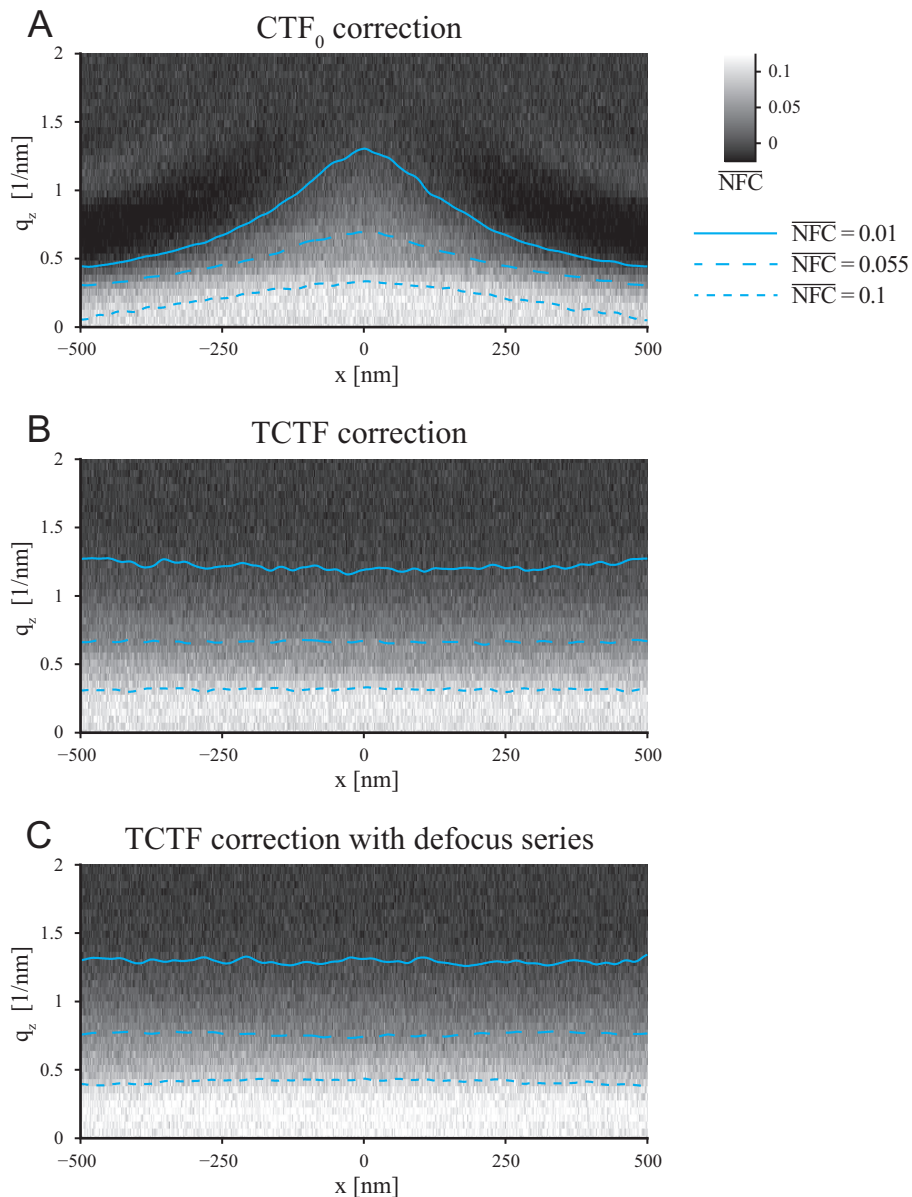 A
CTF₀ correction
2
1.5
1
0.5
0
q_z [1/nm]
−500
−250
0
250
500
x [nm]
0.1
0.05
0
NFC
NFC = 0.01
NFC = 0.055
NFC = 0.1
B
TCTF correction
2
1.5
1
0.5
0
q_z [1/nm]
−500
−250
0
250
500
x [nm]
C
TCTF correction with defocus series
2
1.5
1
0.5
0
q_z [1/nm]
−500
−250
0
250
500
x [nm]